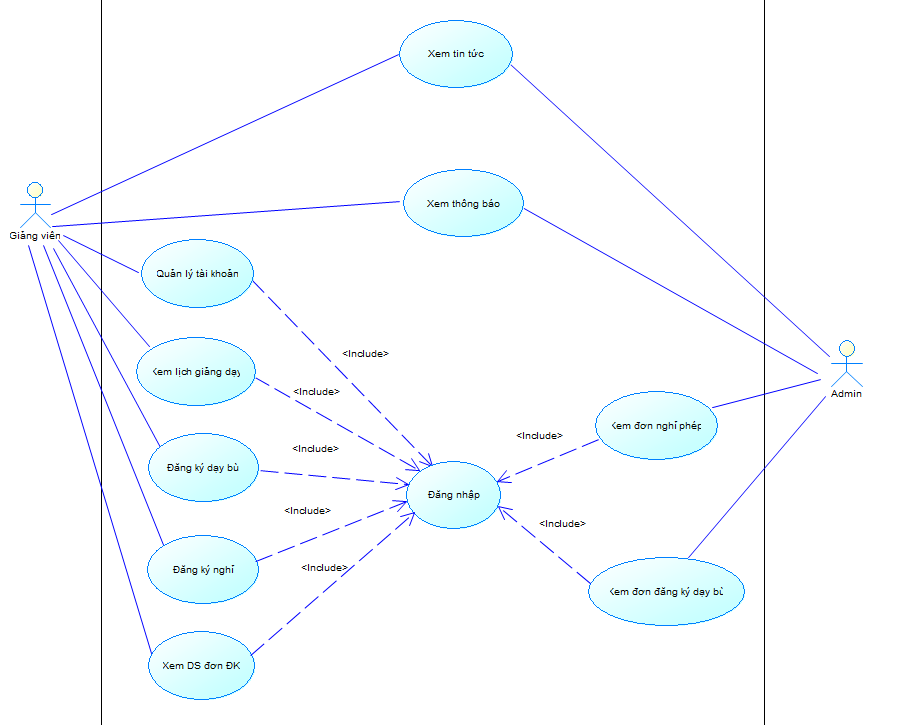 Xem tin tức
Xem thông báo
Giảng viên
Quản lý tài khoản
<Include>
Xem lịch giảng dạy
<Include>
Admin
Xem đơn nghỉ phép
<Include>
<Include>
Đăng ký dạy bù
Đăng nhập
<Include>
<Include>
Đăng ký nghỉ
<Include>
Xem đơn đăng ký dạy bù
Xem DS đơn ĐK